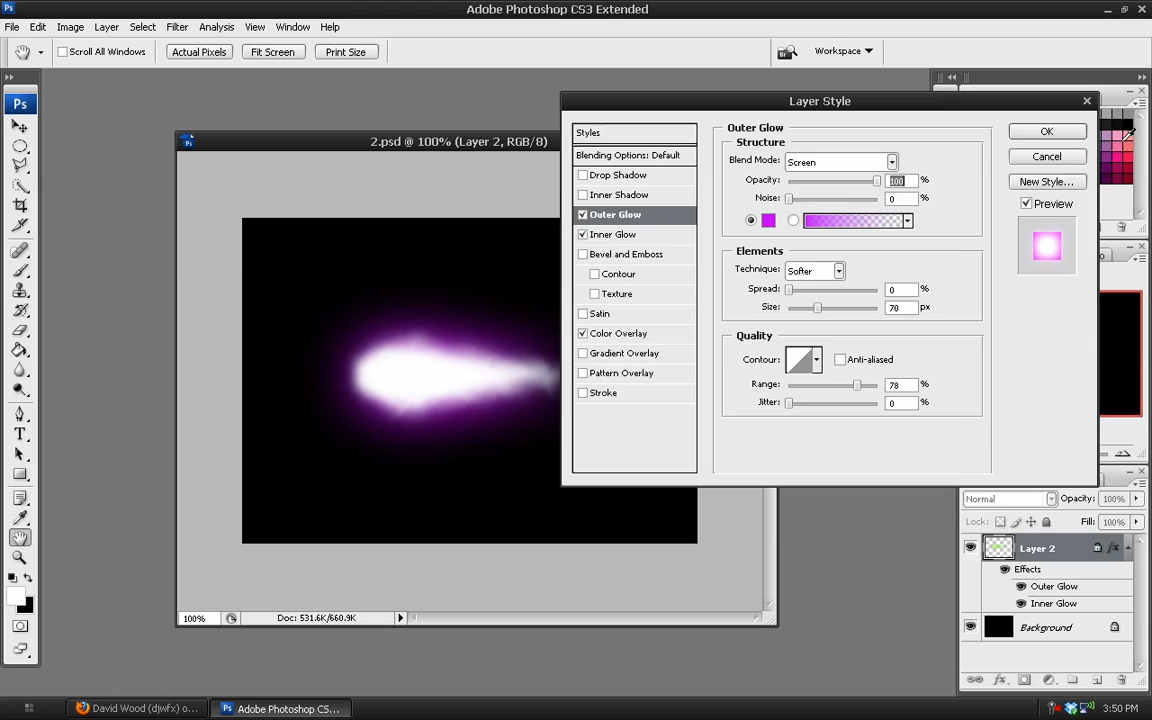 Ps
Adobe Photoshop CS3 Extended
File Edit Image Layer Select Filter Analysis View Window Help
Scroll All Windows Actual Pixels Fit Screen Print Size Workspace
Ps
2.psd @ 100% (Layer 2, RGB/8)
100% Doc: 531.6K/660.9K
T
Layer Style
Styles
Blending Options: Default
Drop Shadow
Inner Shadow
Outer Glow
Inner Glow
Bevel and Emboss
Contour
Texture
Satin
Color Overlay
Gradient Overlay
Pattern Overlay
Stroke
Outer Glow
Structure
Blend Mode: Screen
Opacity: 100 %
Noise: 0 %
Elements
Technique: Softer
Spread: 0 %
Size: 70 px
Quality
Contour: Anti-aliased
Range: 78 %
Jitter: 0 %
OK
Cancel
New Style...
Preview
Normal Opacity: 100%
Lock: Fill: 100%
Layer 2 fx
Effects
Outer Glow
Inner Glow
Background
fx.
David Wood (djwfx) o... Ps Adobe Photoshop CS3... 3:50 PM